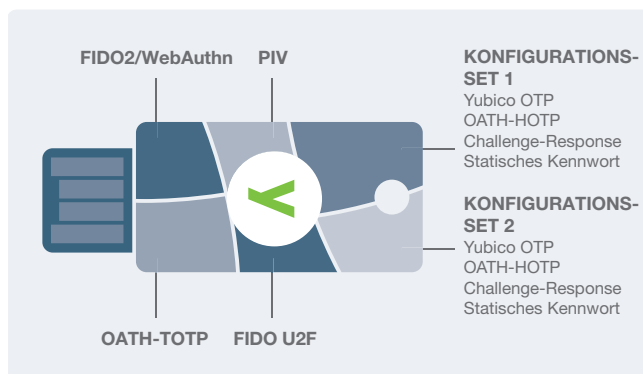 FIDO2/WebAuthn
PIV
KONFIGURATIONS-
SET 1
Yubico OTP
OATH-HOTP
Challenge-Response
Statisches Kennwort
KONFIGURATIONS-
SET 2
Yubico OTP
OATH-HOTP
Challenge-Response
Statisches Kennwort
OATH-TOTP
FIDO U2F